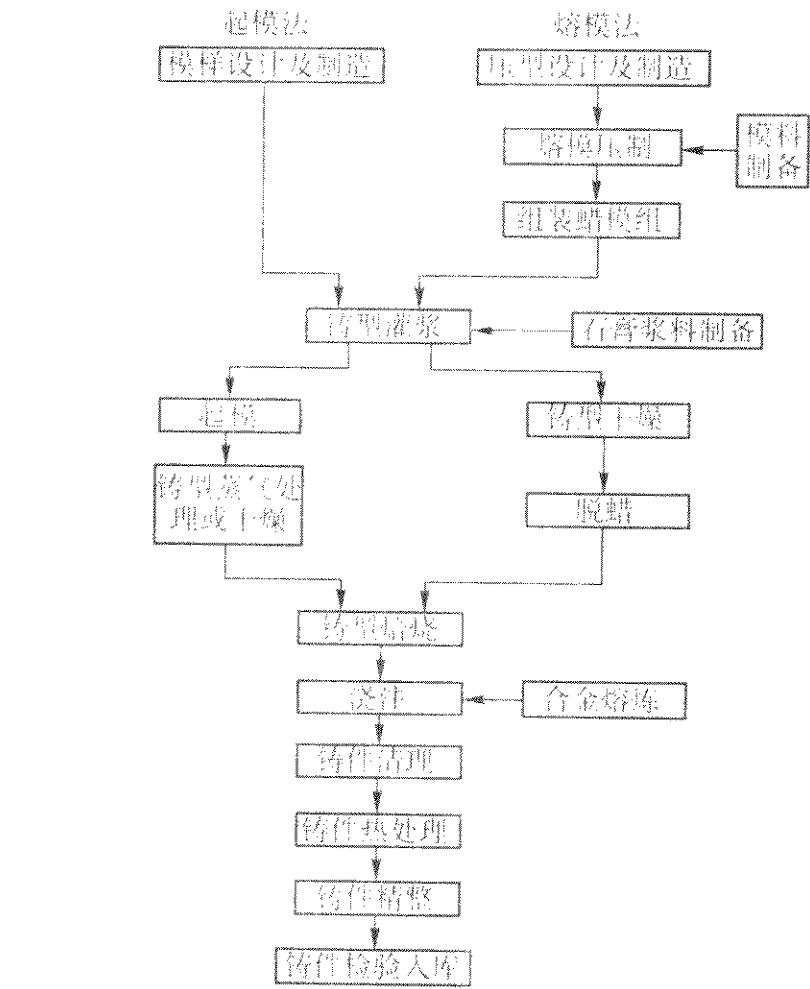 起模法
熔模法
模样设计及制造
压型设计及制造
熔模压制
模料
制备
组装蜡模组
铸型灌浆
石膏浆料制备
起模
铸型干燥
铸型蒸气处
理或干燥
脱蜡
铸型焙烧
浇注
合金熔炼
铸件清理
铸件热处理
铸件精整
铸件检验入库